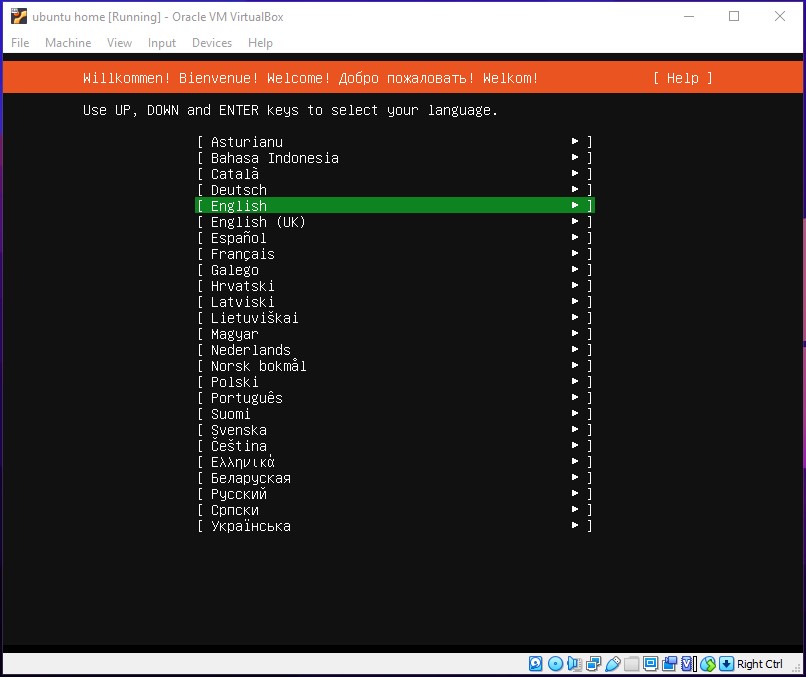 ubuntu home [Running] - Oracle VM VirtualBox
File Machine View Input Devices Help
Willkommen! Bienvenue! Welcome! Добро пожаловать! Welkom! [ Help ]
Use UP, DOWN and ENTER keys to select your language.
[ Asturianu ► ]
[ Bahasa Indonesia ► ]
[ Català ► ]
[ Deutsch ► ]
[ English ► ]
[ English (UK) ► ]
[ Español ► ]
[ Français ► ]
[ Galego ► ]
[ Hrvatski ► ]
[ Latviski ► ]
[ Lietuviškai ► ]
[ Magyar ► ]
[ Nederlands ► ]
[ Norsk bokmål ► ]
[ Polski ► ]
[ Português ► ]
[ Suomi ► ]
[ Svenska ► ]
[ Čeština ► ]
[ Ελληνικά ► ]
[ Беларуская ► ]
[ Русский ► ]
[ Српски ► ]
[ Українська ► ]
Right Ctrl